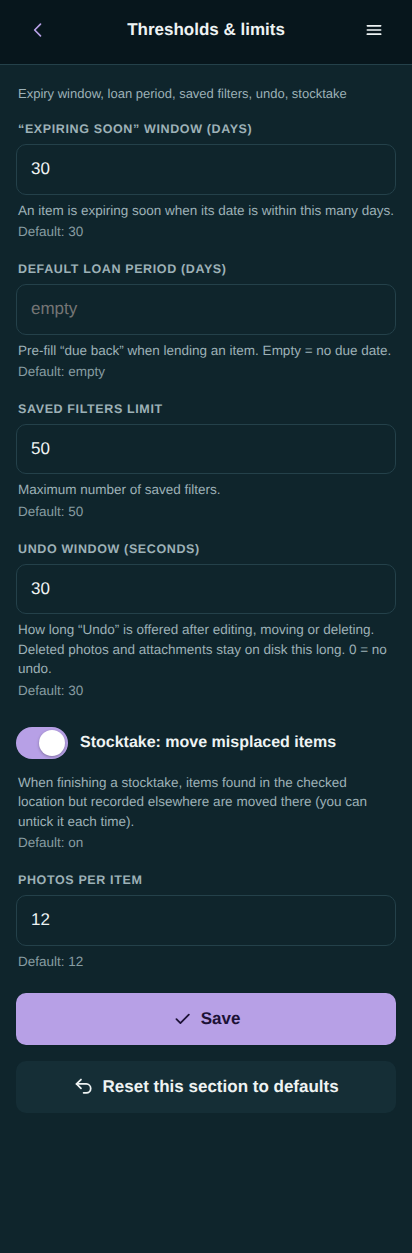 Thresholds & limits
Expiry window, loan period, saved filters, undo, stocktake
“EXPIRING SOON” WINDOW (DAYS)
30
An item is expiring soon when its date is within this many days.
Default: 30
DEFAULT LOAN PERIOD (DAYS)
empty
Pre-fill “due back” when lending an item. Empty = no due date.
Default: empty
SAVED FILTERS LIMIT
50
Maximum number of saved filters.
Default: 50
UNDO WINDOW (SECONDS)
30
How long “Undo” is offered after editing, moving or deleting.
Deleted photos and attachments stay on disk this long. 0 = no
undo.
Default: 30
Stocktake: move misplaced items
When finishing a stocktake, items found in the checked
location but recorded elsewhere are moved there (you can
untick it each time).
Default: on
PHOTOS PER ITEM
12
Default: 12
Save
Reset this section to defaults